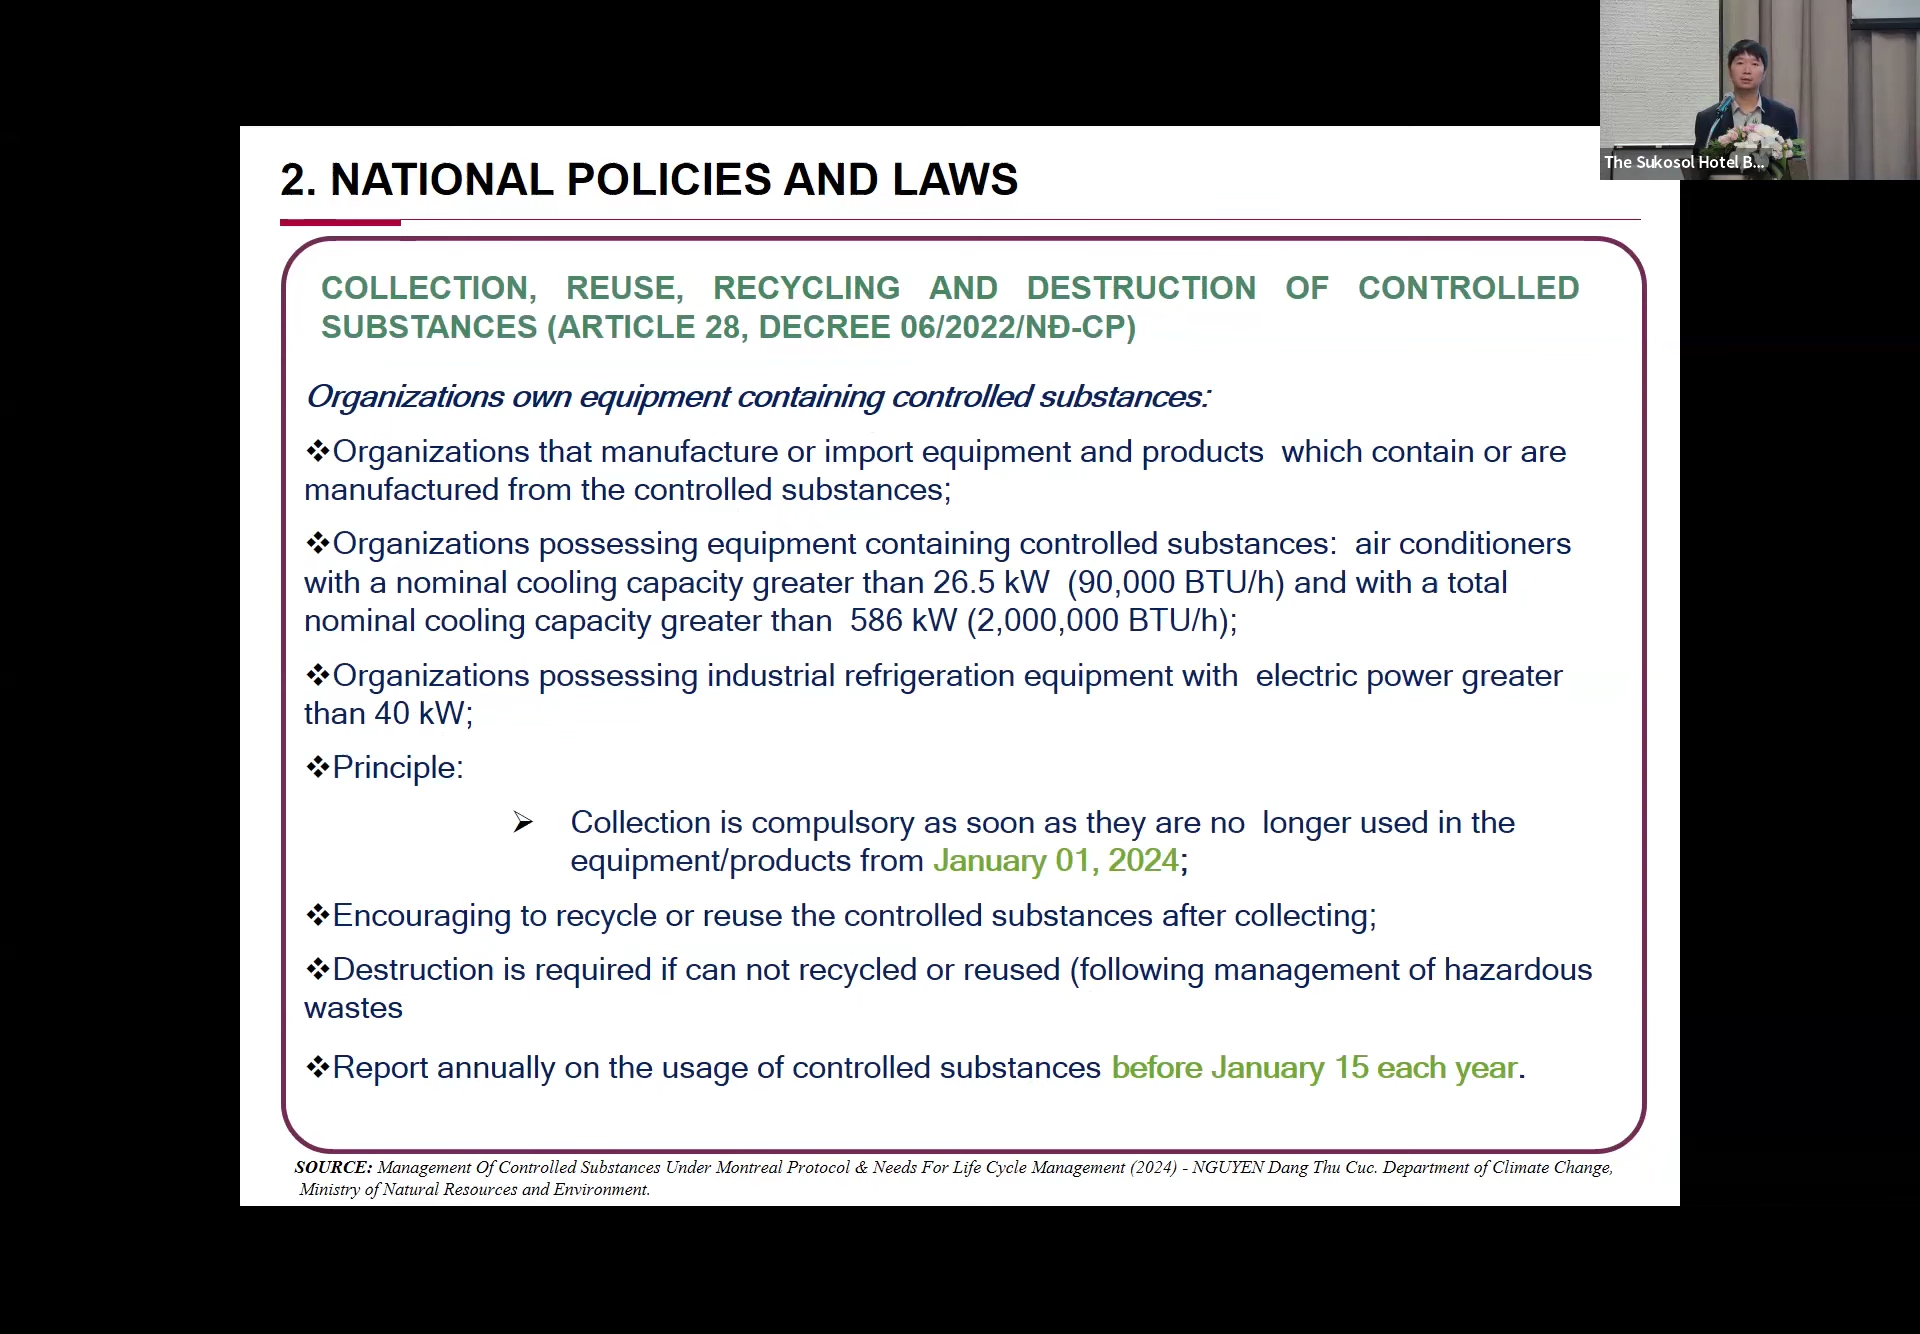 The Sukosol Hotel B...
2. NATIONAL POLICIES AND LAWS
COLLECTION, REUSE, RECYCLING AND DESTRUCTION OF CONTROLLED
SUBSTANCES (ARTICLE 28, DECREE 06/2022/NĐ-CP)
Organizations own equipment containing controlled substances:
❖Organizations that manufacture or import equipment and products which contain or are
manufactured from the controlled substances;
❖Organizations possessing equipment containing controlled substances: air conditioners
with a nominal cooling capacity greater than 26.5 kW (90,000 BTU/h) and with a total
nominal cooling capacity greater than 586 kW (2,000,000 BTU/h);
❖Organizations possessing industrial refrigeration equipment with electric power greater
than 40 kW;
❖Principle:
➢ Collection is compulsory as soon as they are no longer used in the
equipment/products from January 01, 2024;
❖Encouraging to recycle or reuse the controlled substances after collecting;
❖Destruction is required if can not recycled or reused (following management of hazardous
wastes
❖Report annually on the usage of controlled substances before January 15 each year.
SOURCE: Management Of Controlled Substances Under Montreal Protocol & Needs For Life Cycle Management (2024) - NGUYEN Dang Thu Cuc. Department of Climate Change,
Ministry of Natural Resources and Environment.